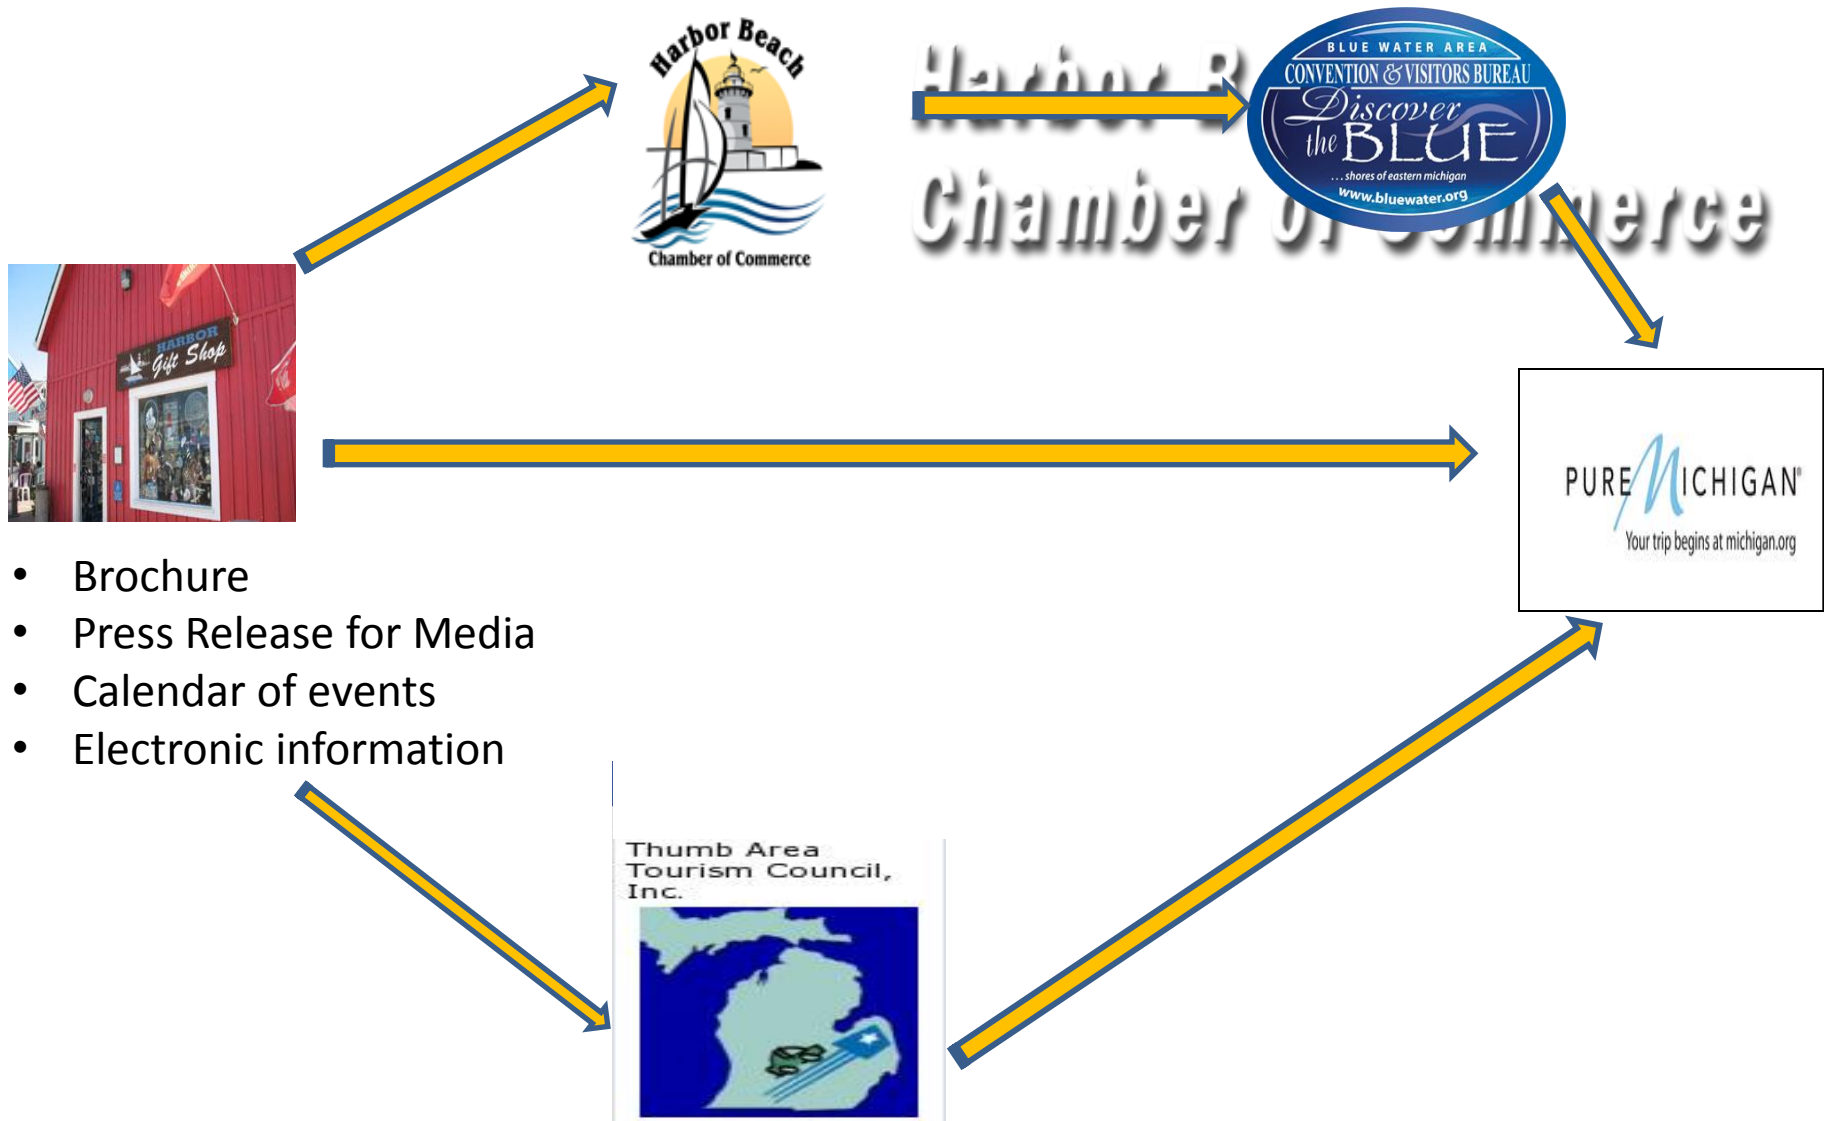 Harbor Beach
Chamber of Commerce
Harbor B
Chamber of Commerce
BLUE WATER AREA
CONVENTION & VISITORS BUREAU
Discover
the BLUE
...shores of eastern michigan
www.bluewater.org
HARBOR
Gift Shop
PURE MICHIGAN®
Your trip begins at michigan.org
• Brochure
• Press Release for Media
• Calendar of events
• Electronic information
Thumb Area
Tourism Council,
Inc.